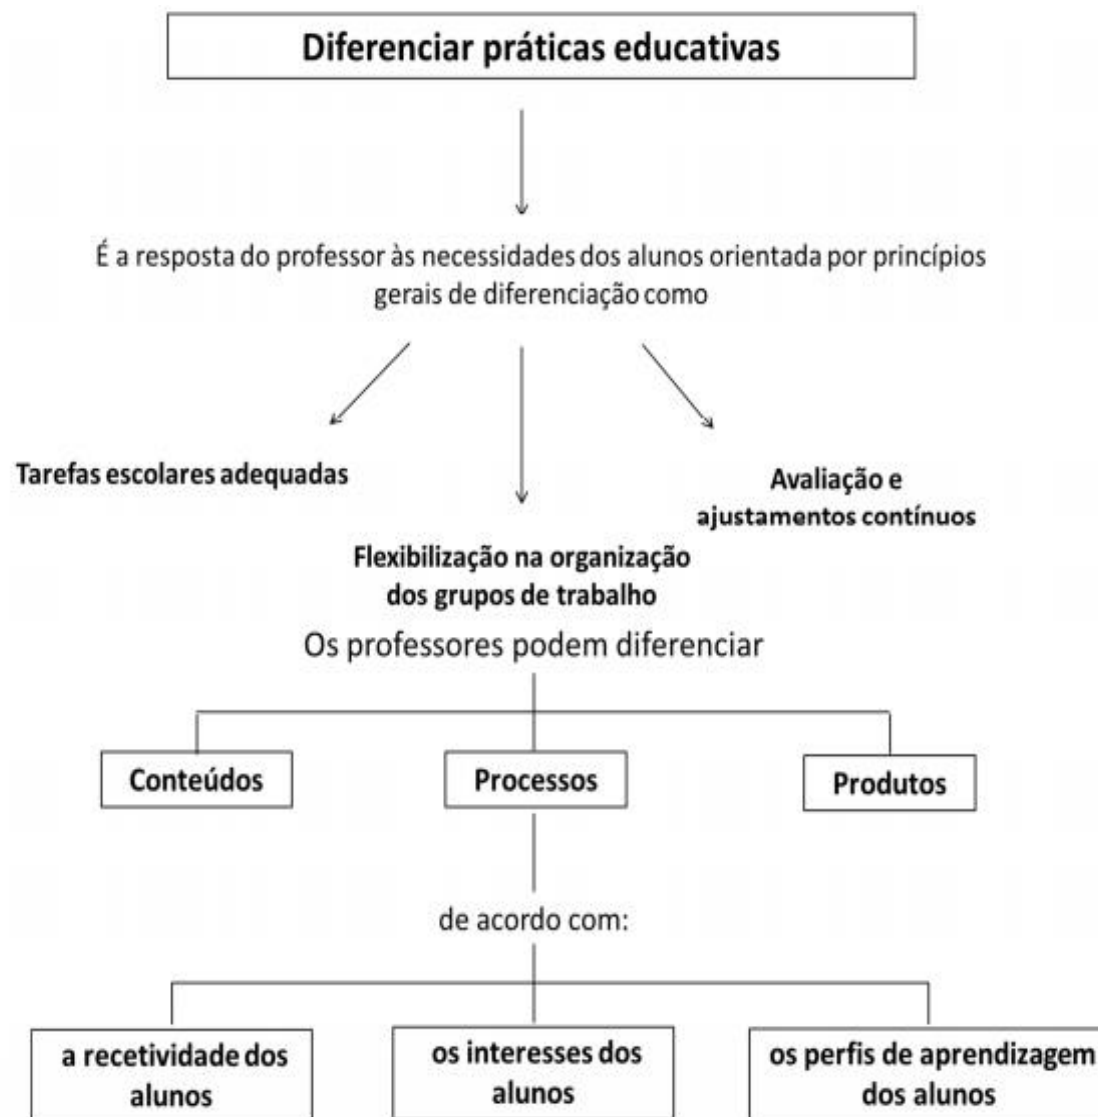 Diferenciar práticas educativas
É a resposta do professor às necessidades dos alunos orientada por princípios
gerais de diferenciação como
Tarefas escolares adequadas
Avaliação e
ajustamentos contínuos
Flexibilização na organização
dos grupos de trabalho
Os professores podem diferenciar
Conteúdos
Processos
Produtos
de acordo com:
a recetividade dos
alunos
os interesses dos
alunos
os perfis de aprendizagem
dos alunos